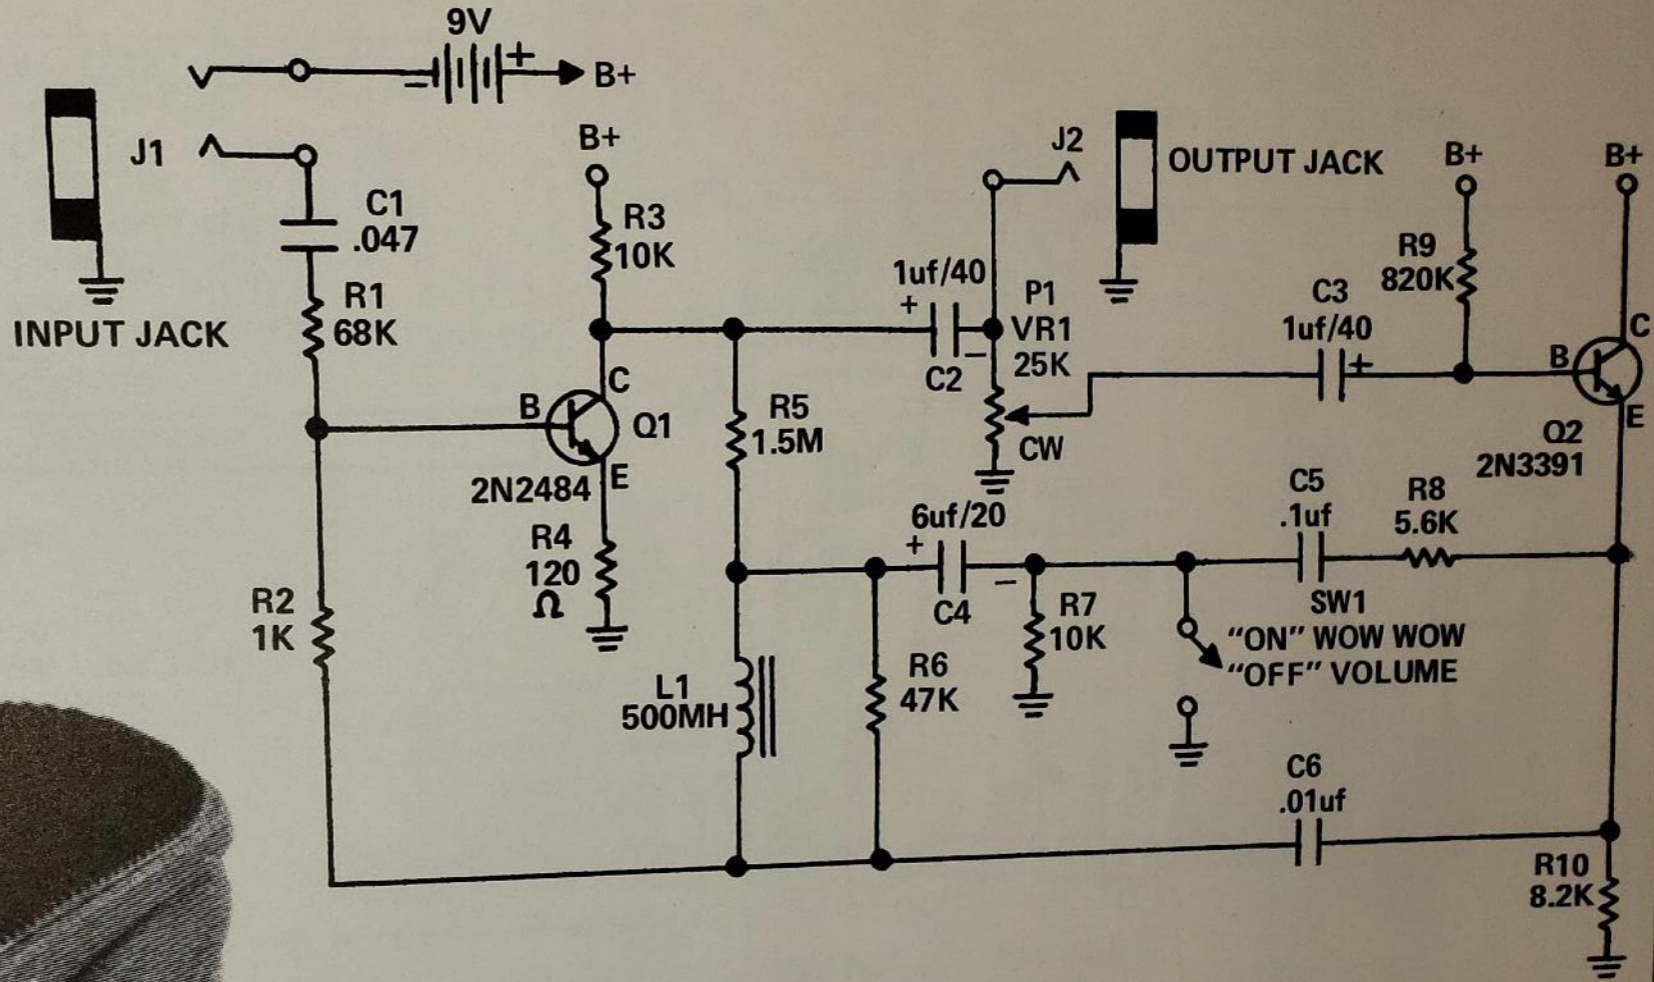 9V
+
B+
J1
INPUT JACK
C1
.047
R1
68K
B+
R3
10K
C
B
Q1
E
2N2484
R4
120
Ω
R2
1K
R5
1.5M
L1
500MH
1uf/40
+
−
C2
J2
OUTPUT JACK
P1
VR1
25K
CW
6uf/20
+
−
C4
R6
47K
R7
10K
C3
1uf/40
+
B+
R9
820K
B+
C
B
E
Q2
2N3391
C5
.1uf
R8
5.6K
SW1
"ON" WOW WOW
"OFF" VOLUME
C6
.01uf
R10
8.2K